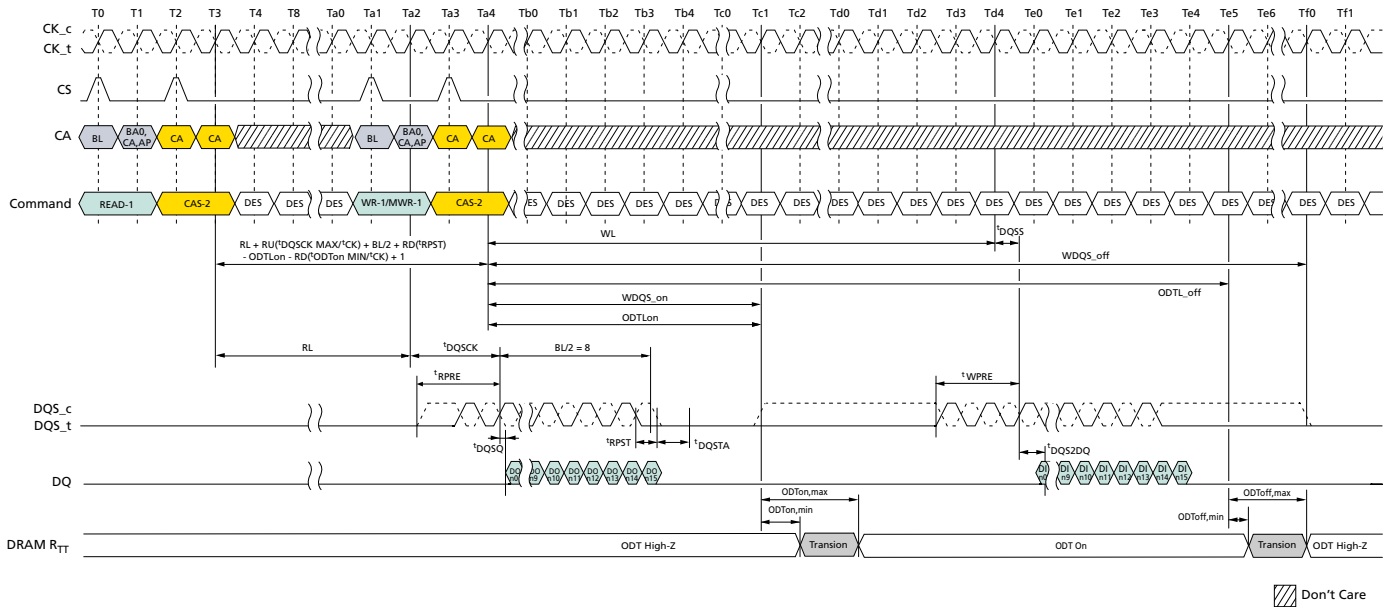 T0 T1 T2 T3 T4 T8 Ta0 Ta1 Ta2 Ta3 Ta4 Tb0 Tb1 Tb2 Tb3 Tb4 Tc0 Tc1 Tc2 Td0 Td1 Td2 Td3 Td4 Te0 Te1 Te2 Te3 Te4 Te5 Te6 Tf0 Tf1
CK_c
CK_t
CS
CA BL BA0, CA,AP CA CA BL BA0, CA,AP CA CA
Command READ-1 CAS-2 DES DES DES WR-1/MWR-1 CAS-2 DES DES DES DES DES DES DES DES DES DES DES DES DES DES DES DES DES DES DES DES DES DES
WL tDQSS
RL + RU(tDQSCK MAX/tCK) + BL/2 + RD(tRPST)
- ODTLon - RD(tODTon MIN/tCK) + 1
WDQS_off
ODTL_off
WDQS_on
ODTLon
RL tDQSCK BL/2 = 8
tRPRE tWPRE
DQS_c
DQS_t
tDQSQ tRPST tDQSTA tDQS2DQ
DQ DO n0 DO n9 DO n10 DO n11 DO n12 DO n13 DO n14 DO n15 DI n0 DI n9 DI n10 DI n11 DI n12 DI n13 DI n14 DI n15
ODTon,max ODToff,max
ODTon,min ODToff,min
DRAM RTT ODT High-Z Transion ODT On Transion ODT High-Z
Don't Care